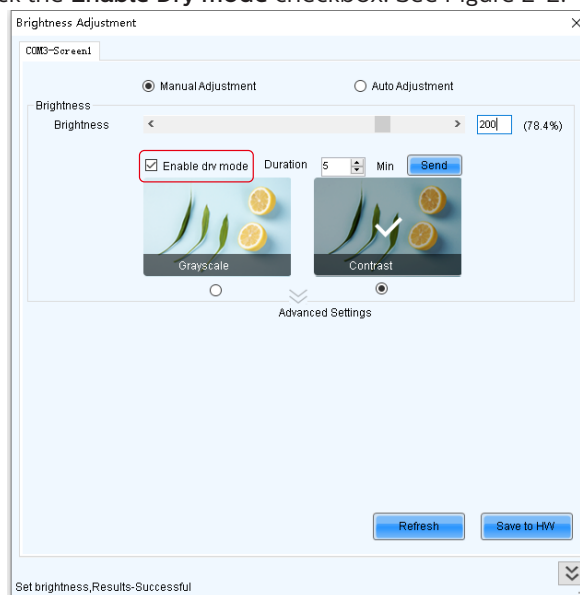 ck the Enable Dry mode checkbox. See Figure 2-2.
Brightness Adjustment
COM3-Screen1
Manual Adjustment Auto Adjustment
Brightness
Brightness 200 (78.4%)
Enable dry mode Duration 5 Min Send
Grayscale Contrast
Advanced Settings
Refresh Save to HW
Set brightness,Results-Successful